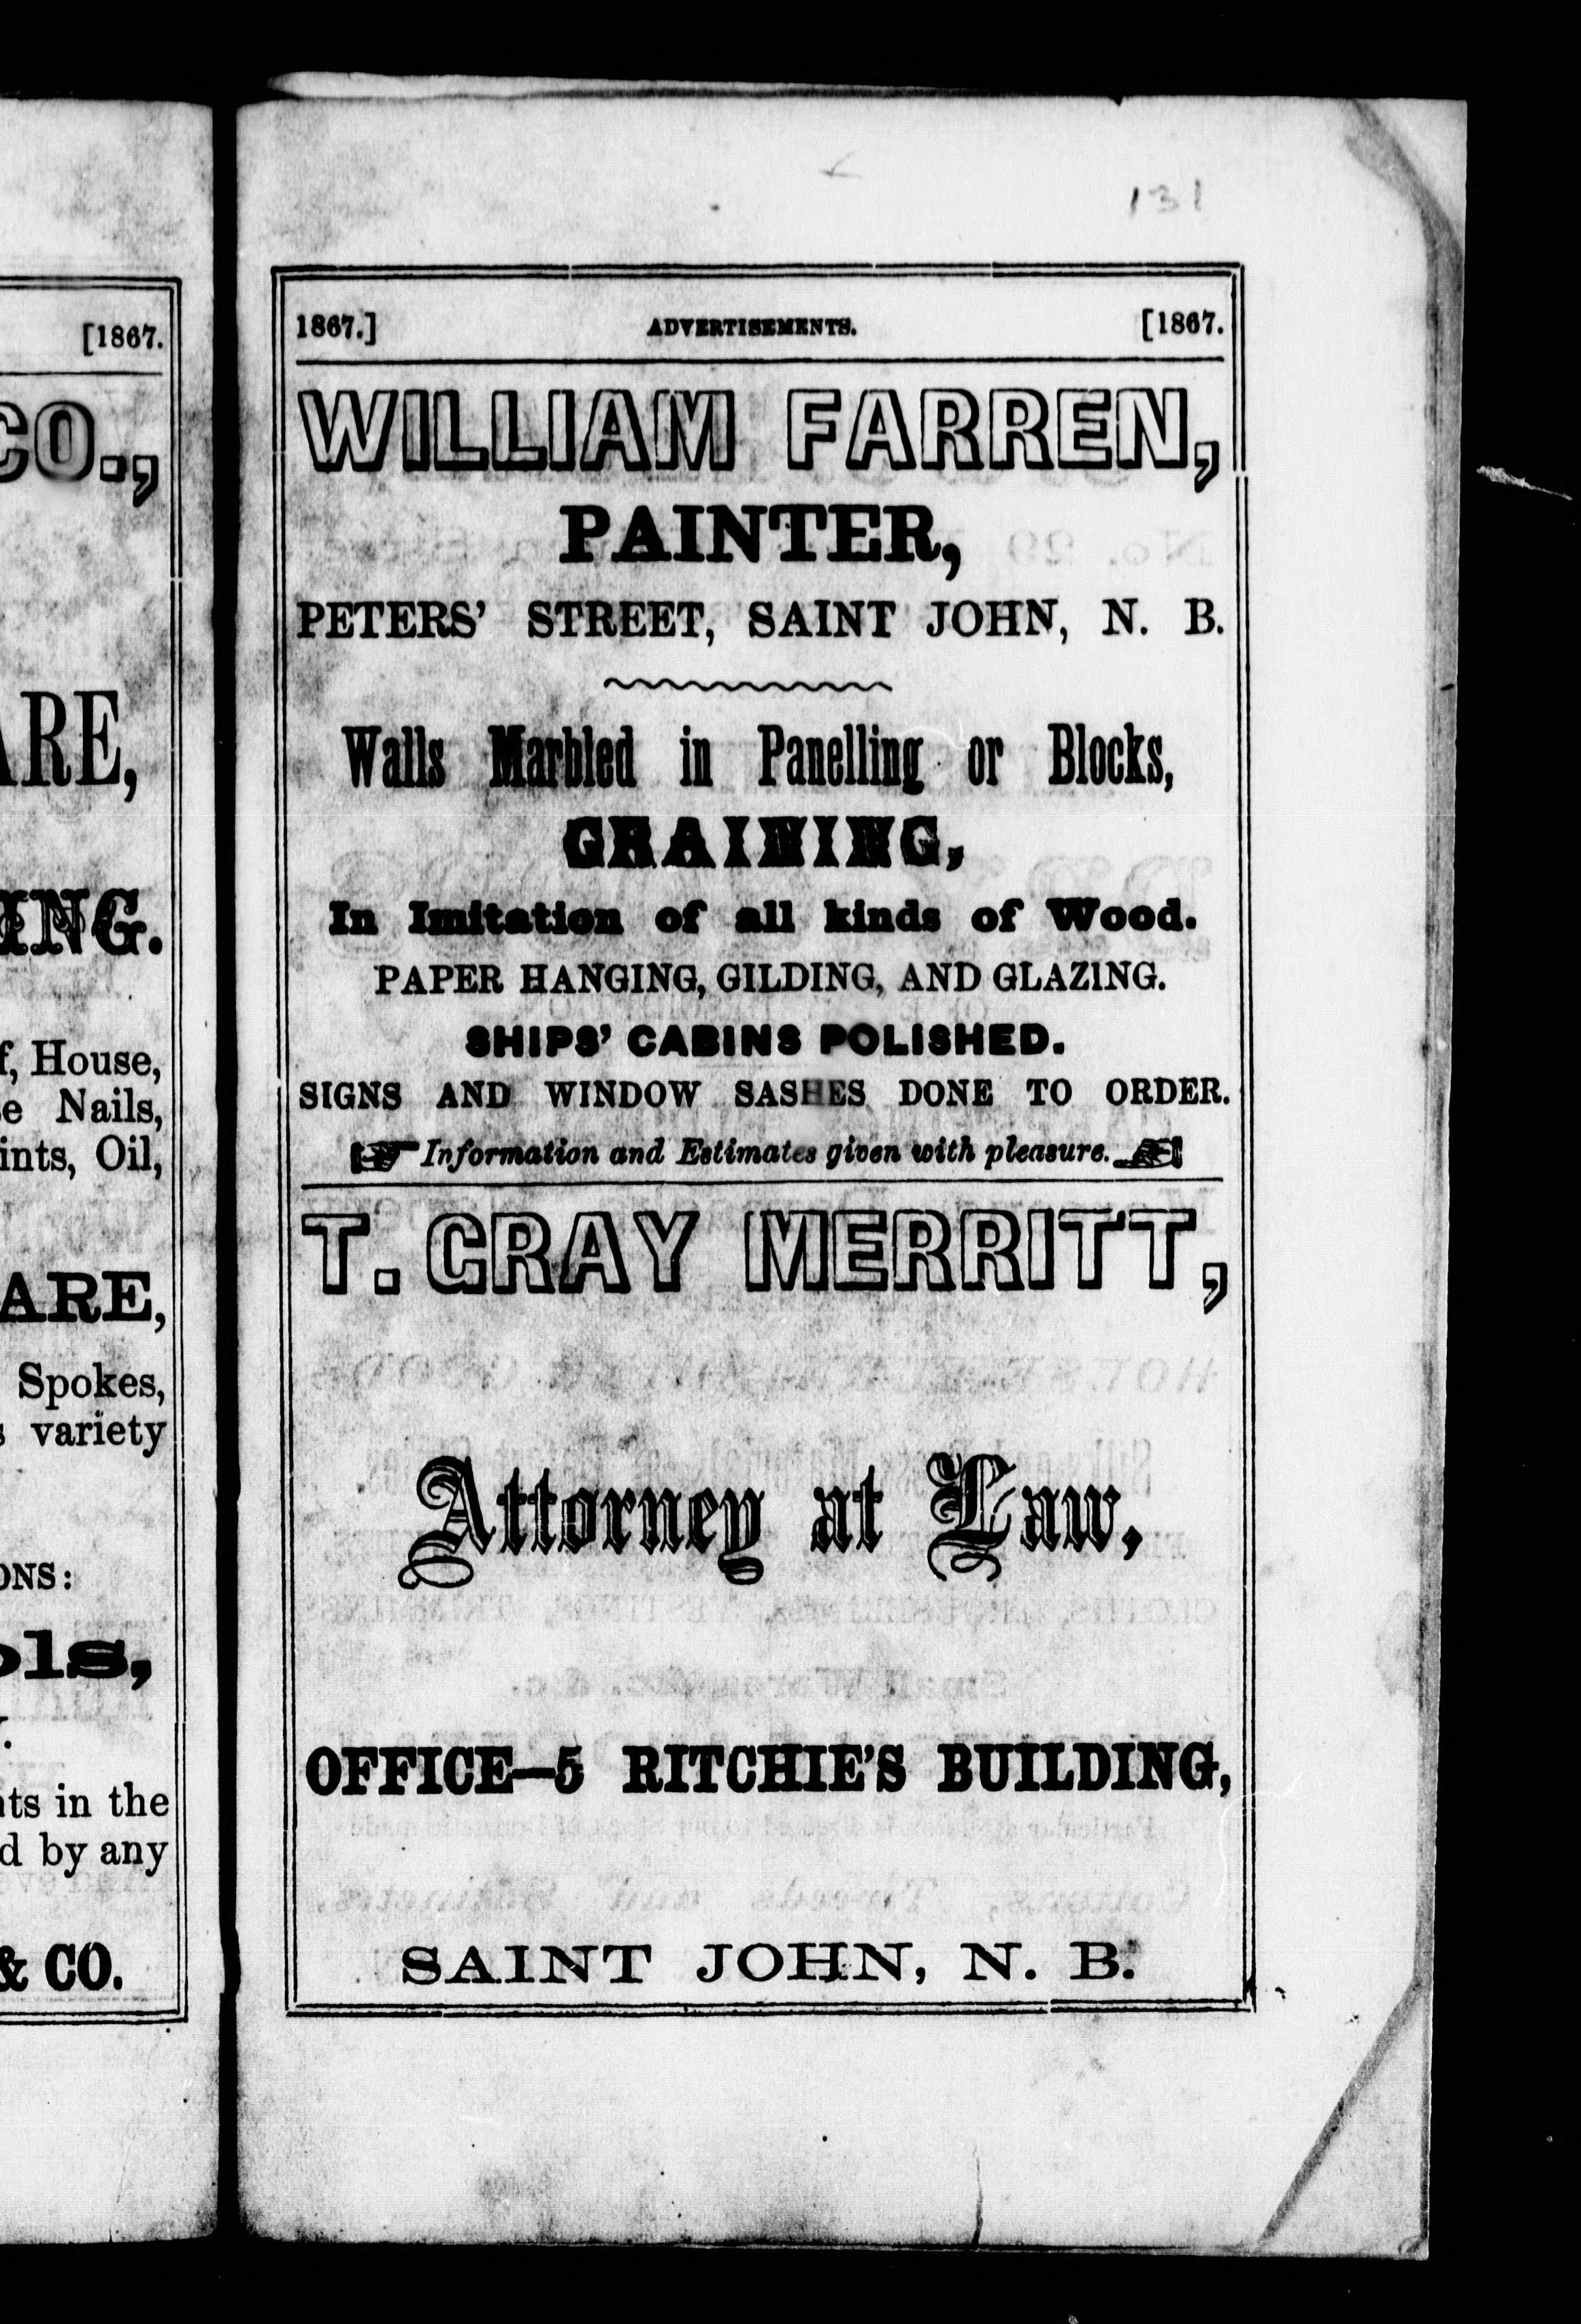 [1867.
CO.,
ARE,
ING.
f, House,
e Nails,
ints, Oil,
ARE,
Spokes,
s variety
ONS:
ols,
ts in the
d by any
& CO.
131
1867.] ADVERTISEMENTS. [1867.
WILLIAM FARREN,
PAINTER,
PETERS' STREET, SAINT JOHN, N. B.
Walls Marbled in Panelling or Blocks,
GRAINING,
In Imitation of all kinds of Wood.
PAPER HANGING, GILDING, AND GLAZING.
SHIPS' CABINS POLISHED.
SIGNS AND WINDOW SASHES DONE TO ORDER.
☞ Information and Estimates given with pleasure. ☜
T. GRAY MERRITT,
Attorney at Law,
OFFICE—5 RITCHIE'S BUILDING,
SAINT JOHN, N. B.